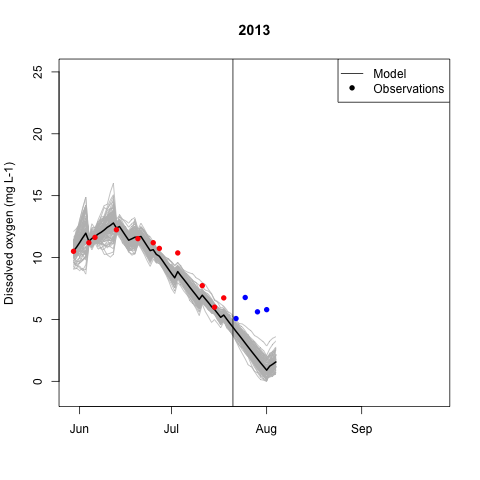 2013
Dissolved oxygen (mg L-1)
25
20
15
10
5
0
Model
Observations
Jun
Jul
Aug
Sep